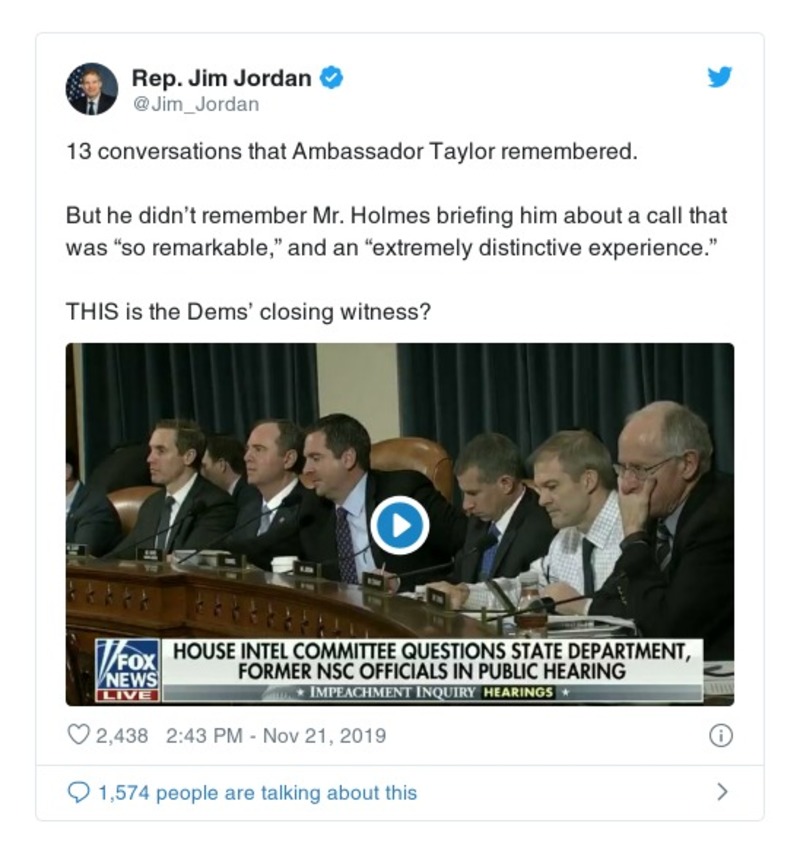 Rep. Jim Jordan
@Jim_Jordan
13 conversations that Ambassador Taylor remembered.
But he didn’t remember Mr. Holmes briefing him about a call that
was “so remarkable,” and an “extremely distinctive experience.”
THIS is the Dems’ closing witness?
FOX
NEWS
LIVE
HOUSE INTEL COMMITTEE QUESTIONS STATE DEPARTMENT,
FORMER NSC OFFICIALS IN PUBLIC HEARING
IMPEACHMENT INQUIRY HEARINGS
2,438 2:43 PM - Nov 21, 2019
1,574 people are talking about this